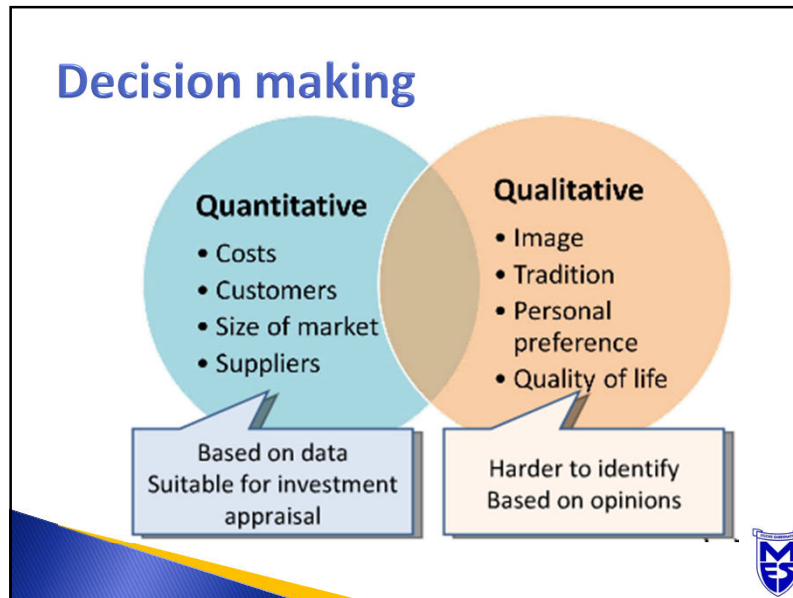 Decision making
Quantitative
• Costs
• Customers
• Size of market
• Suppliers
Qualitative
• Image
• Tradition
• Personal
preference
• Quality of life
Based on data
Suitable for investment
appraisal
Harder to identify
Based on opinions
MES